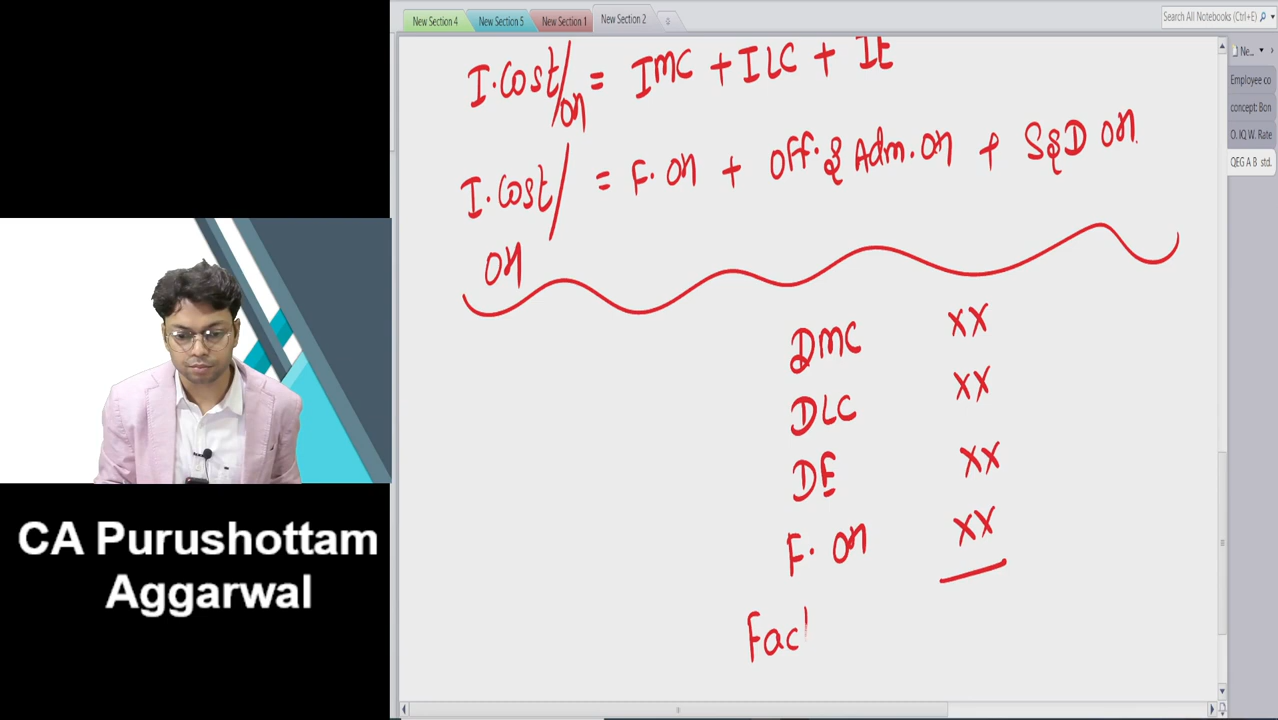 New Section 4 New Section 5 New Section 1 New Section 2
Search All Notebooks (Ctrl+E)
Ne...
Employee co
concept: Bon
O. IQ W. Rate
QEG A B std.
I.Cost/OH = IMC + ILC + IE
I.Cost/OH = F.OH + Off. & Adm.OH + S&D OH
DMC XX
DLC XX
DE XX
F.OH XX
Fac
CA Purushottam
Aggarwal